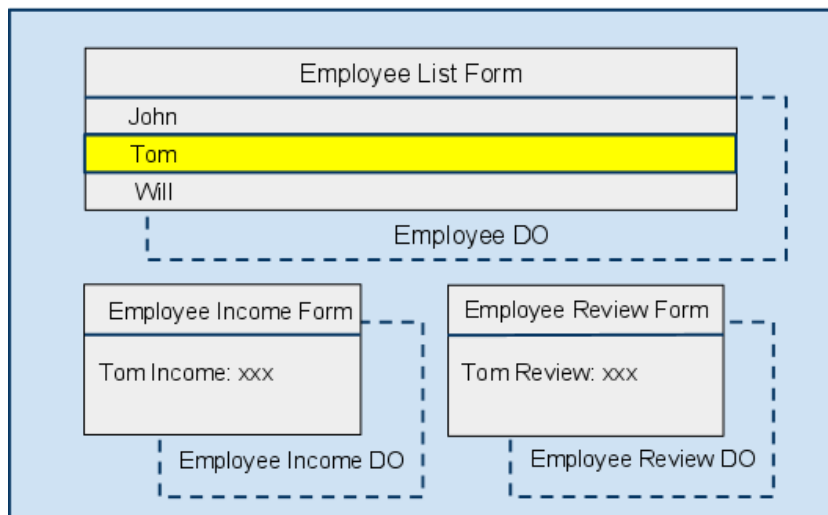 Employee List Form
John
Tom
Will
Employee DO
Employee Income Form
Tom Income: xxx
Employee Income DO
Employee Review Form
Tom Review: xxx
Employee Review DO